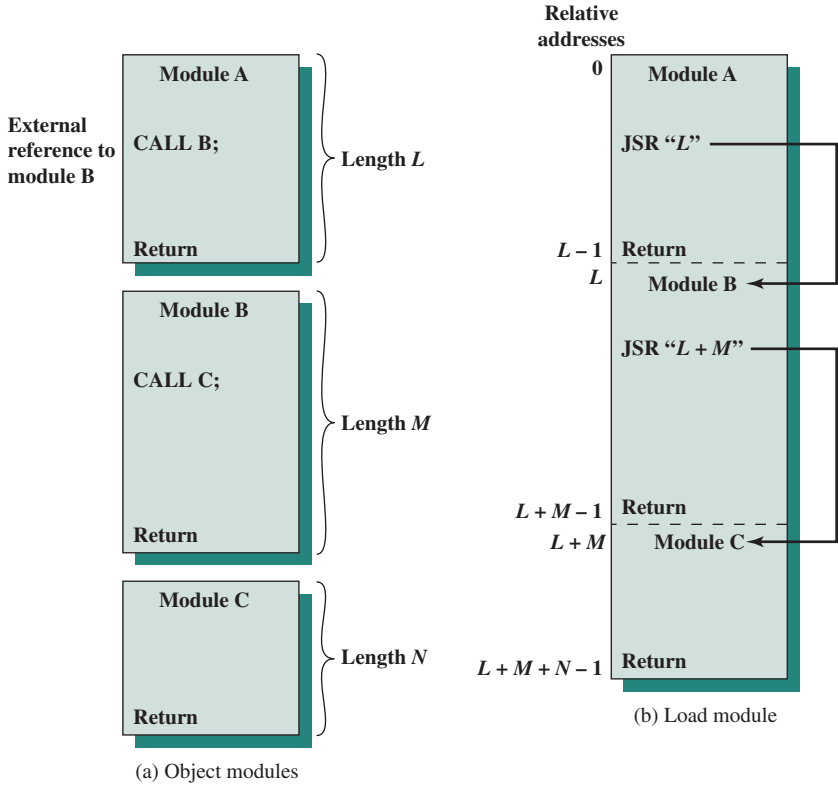 External
reference to
module B
Module A
CALL B;
Return
Length L
Module B
CALL C;
Return
Length M
Module C
Return
Length N
(a) Object modules
Relative
addresses
0
Module A
JSR “L”
L – 1
Return
L
Module B
JSR “L + M”
L + M – 1
Return
L + M
Module C
L + M + N – 1
Return
(b) Load module